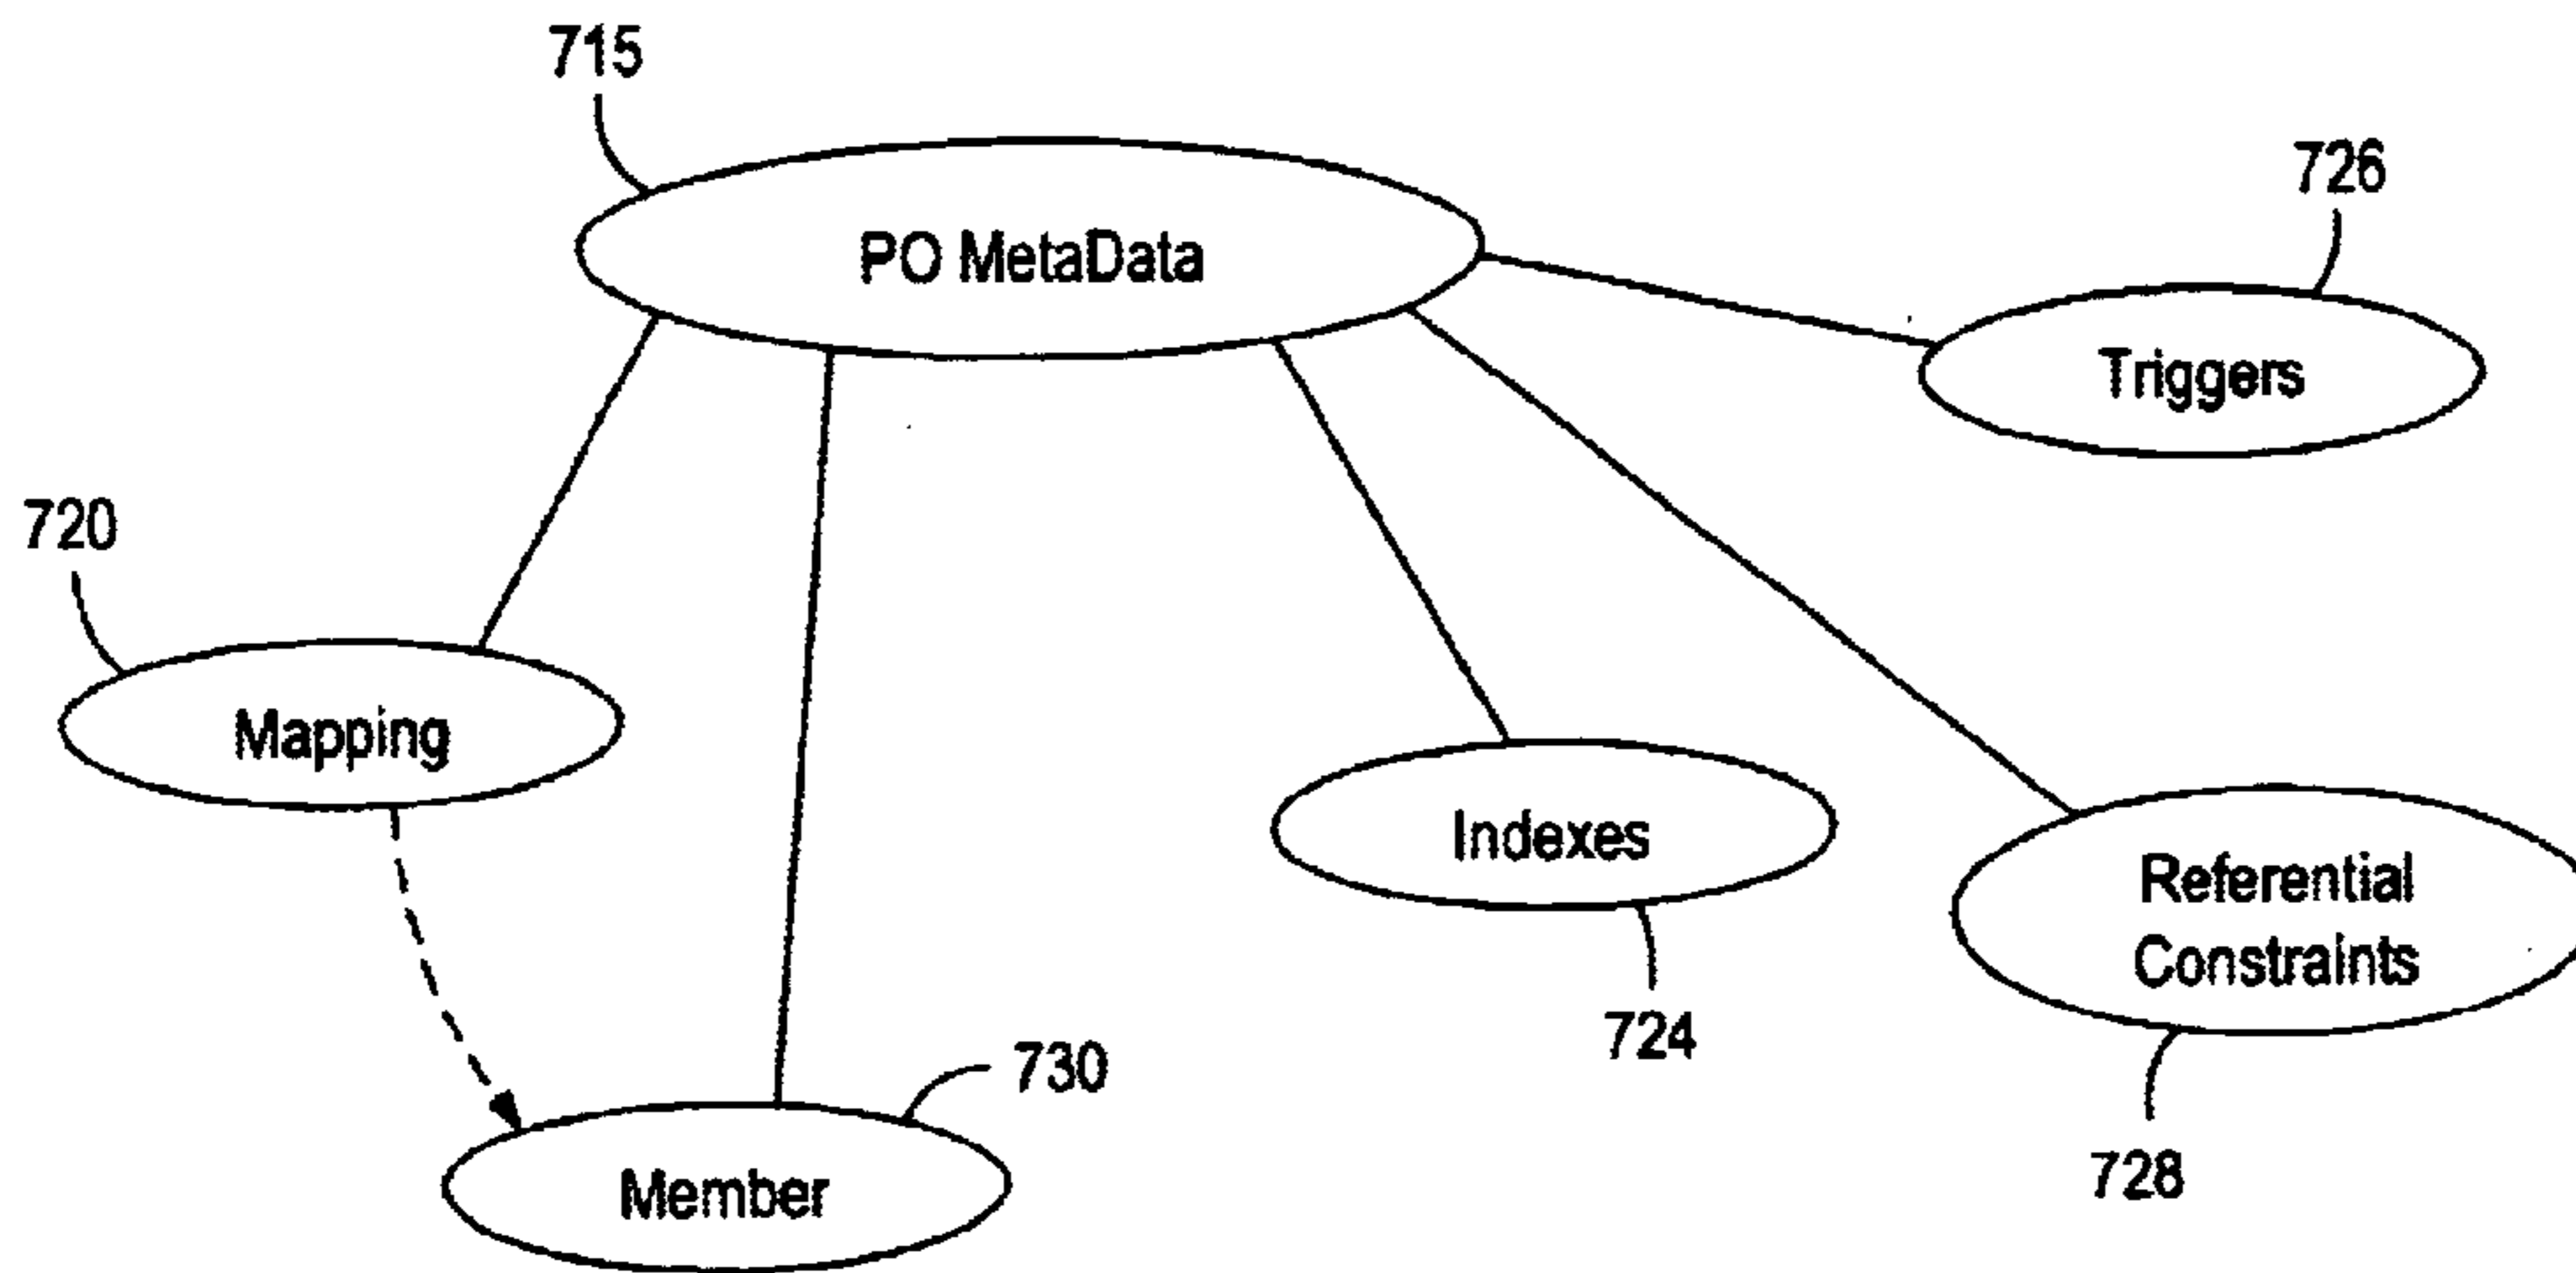 715
PO MetaData
726
Triggers
720
Mapping
Indexes
724
Referential
Constraints
728
730
Member